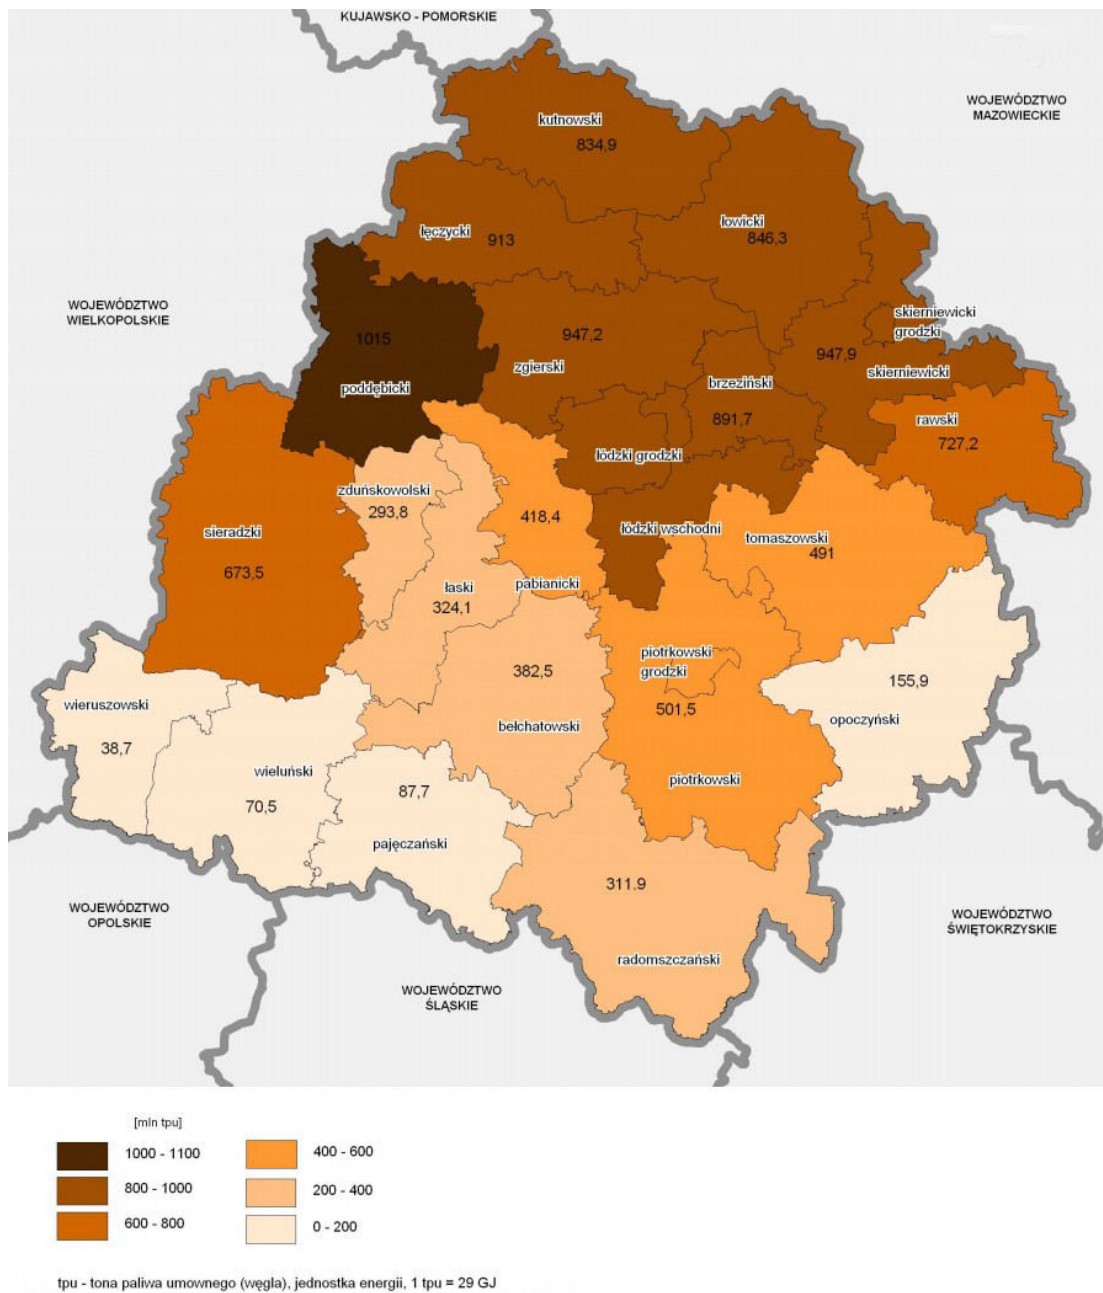 KUJAWSKO - POMORSKIE
WOJEWÓDZTWO
MAZOWIECKIE
kutnowski
834,9
łęczycki
913
łowicki
846,3
WOJEWÓDZTWO
WIELKOPOLSKIE
skierniewicki
grodzki
1015
poddębicki
947,2
zgierski
brzeziński
891,7
947,9
skierniewicki
rawski
727,2
łódzki grodzki
zduńskowolski
293,8
sieradzki
673,5
418,4
pabianicki
łódzki wschodni
tomaszowski
491
łaski
324,1
382,5
bełchatowski
piotrkowski
grodzki
501,5
piotrkowski
155,9
opoczyński
wieruszowski
38,7
wieluński
70,5
87,7
pajęczański
311.9
radomszczański
WOJEWÓDZTWO
OPOLSKIE
WOJEWÓDZTWO
ŚLĄSKIE
WOJEWÓDZTWO
ŚWIĘTOKRZYSKIE
[mln tpu]
1000 - 1100
800 - 1000
600 - 800
400 - 600
200 - 400
0 - 200
tpu - tona paliwa umownego (węgla), jednostka energii, 1 tpu = 29 GJ